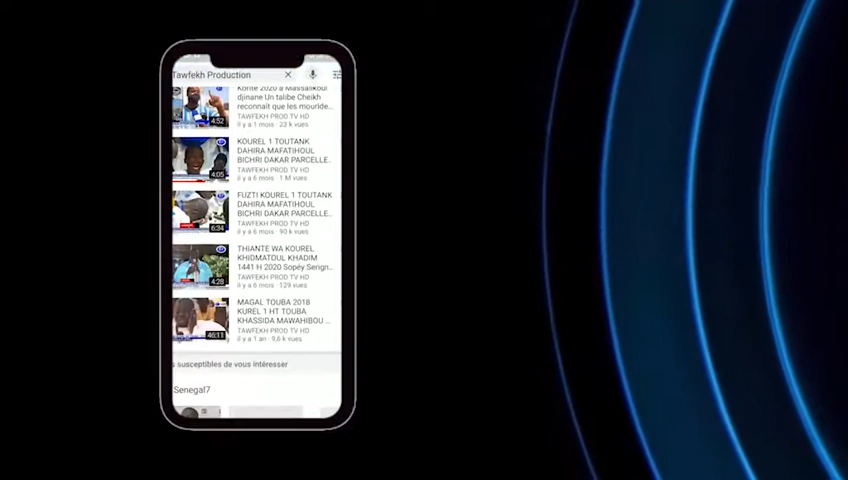 Tawfekh Production
Korité 2020 à Massalikoul
djinane Un talibe Cheikh
reconnaît que les mouride...
TAWFEKH PROD TV HD
il y a 1 mois · 23 k vues
4:52
KOUREL 1 TOUTANK
DAHIRA MAFATIHOUL
BICHRI DAKAR PARCELLE..
TAWFEKH PROD TV HD
il y a 6 mois · 1 M vues
4:05
FUZTI KOUREL 1 TOUTANK
DAHIRA MAFATIHOUL
BICHRI DAKAR PARCELLE..
TAWFEKH PROD TV HD
il y a 6 mois · 90 k vues
6:34
THIANTE WA KOUREL
KHIDMATOUL KHADIM
1441 H 2020 Sopéy Serign...
TAWFEKH PROD TV HD
il y a 6 mois · 129 vues
4:28
MAGAL TOUBA 2018
KUREL 1 HT TOUBA
KHASSIDA MAWAHIBOU ...
TAWFEKH PROD TV HD
il y a 1 an · 9,6 k vues
46:11
s susceptibles de vous intéresser
Senegal7